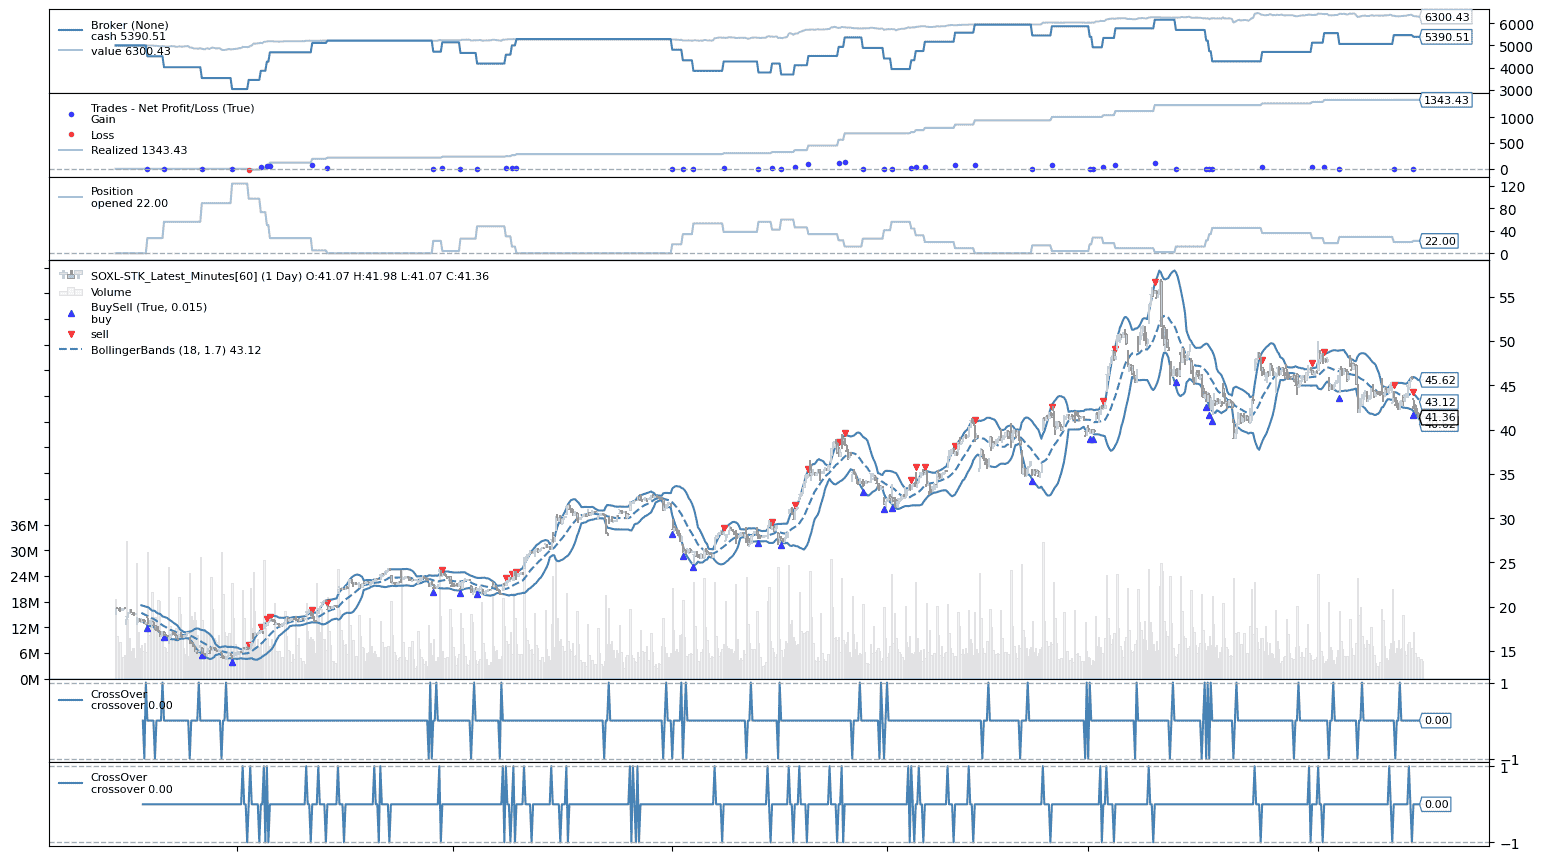 Broker (None)
cash 5390.51
value 6300.43
6300.43
6000
5390.51
5000
4000
3000
Trades - Net Profit/Loss (True)
Gain
Loss
Realized 1343.43
1343.43
1000
500
0
Position
opened 22.00
120
80
40
22.00
0
SOXL-STK_Latest_Minutes[60] (1 Day) O:41.07 H:41.98 L:41.07 C:41.36
Volume
BuySell (True, 0.015)
buy
sell
BollingerBands (18, 1.7) 43.12
55
50
45.62
45
43.12
41.36
40
35
30
25
20
15
36M
30M
24M
18M
12M
6M
0M
CrossOver
crossover 0.00
1
0.00
−1
CrossOver
crossover 0.00
1
0.00
−1